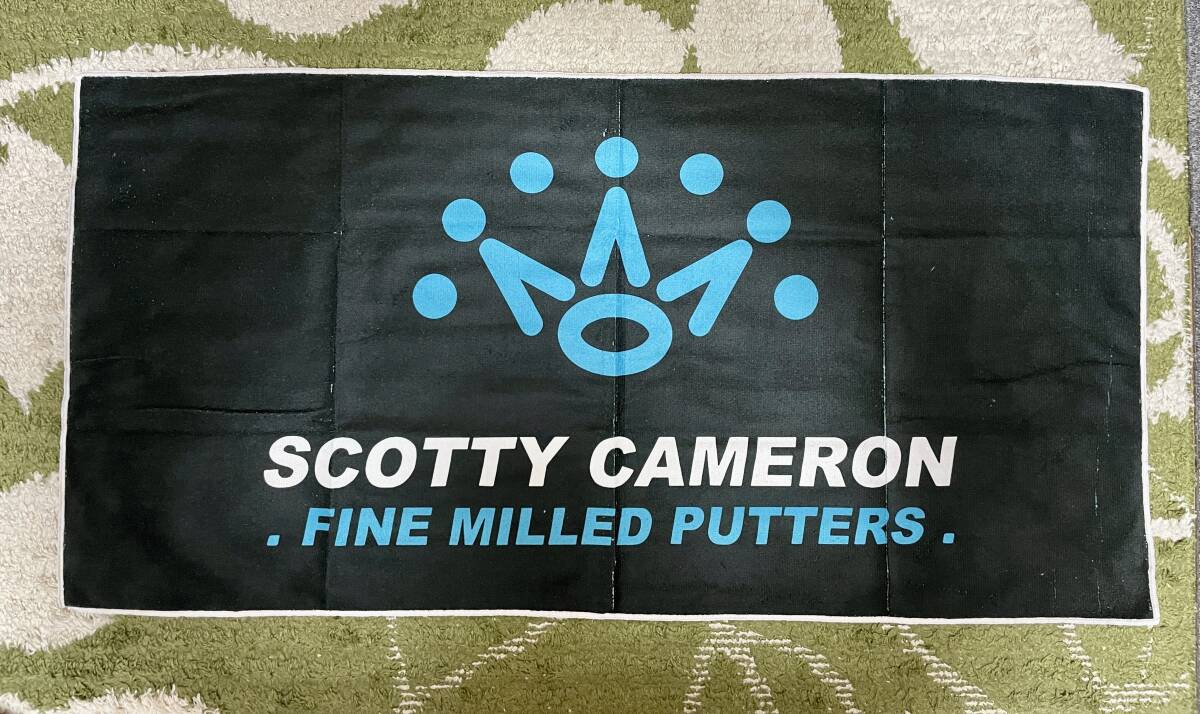 SCOTTY CAMERON
. FINE MILLED PUTTERS .